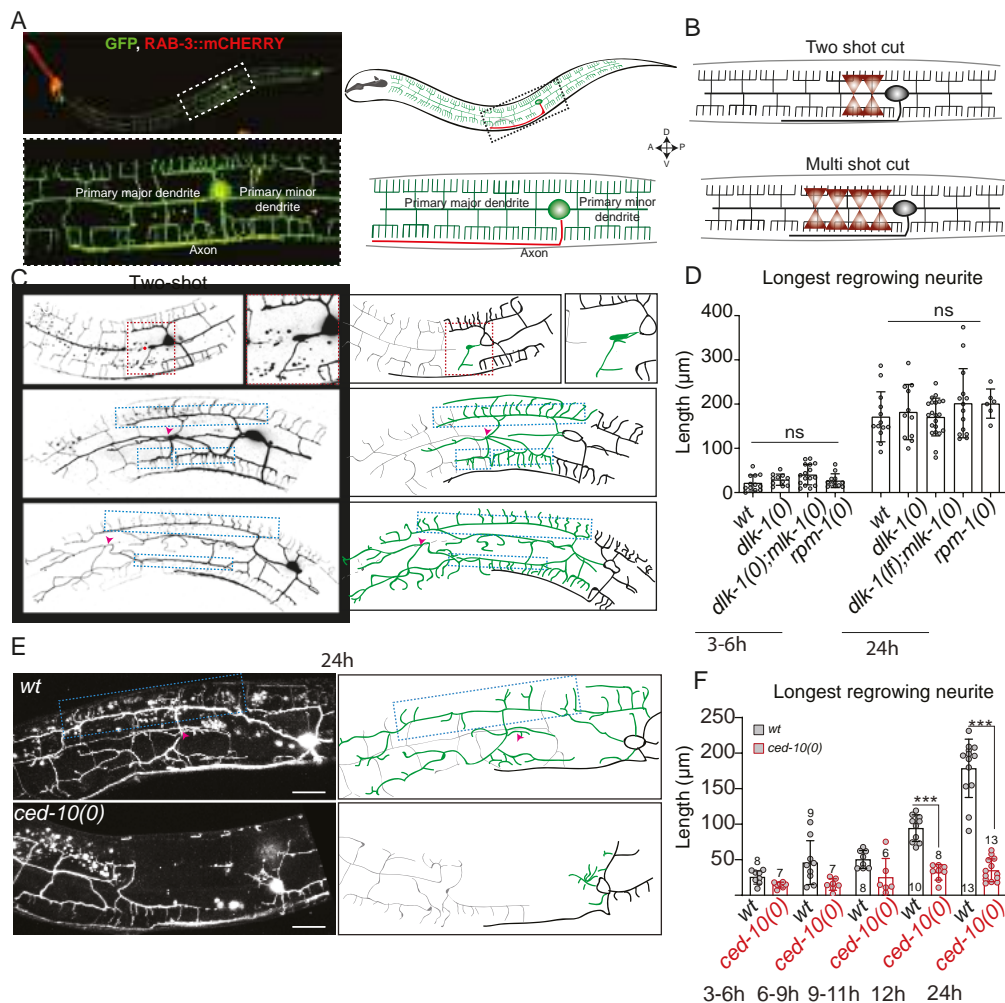 A
GFP, RAB-3::mCHERRY
Primary major dendrite
Primary minor
dendrite
Axon
D
A
P
V
Primary major dendrite
Primary minor
dendrite
Axon
B
Two shot cut
Multi shot cut
C
Two-shot
D
Longest regrowing neurite
Length (µm)
400
300
200
100
0
ns
ns
wt
dlk-1(0)
dlk-1(0);mlk-1(0)
rpm-1(0)
wt
dlk-1(0)
dlk-1(lf);mlk-1(0)
rpm-1(0)
3-6h
24h
E
24h
wt
ced-10(0)
F
Longest regrowing neurite
Length (µm)
250
200
150
100
50
wt
ced-10(0)
***
***
8
7
9
7
8
6
10
8
13
13
wt
ced-10(0)
wt
ced-10(0)
wt
ced-10(0)
wt
ced-10(0)
wt
ced-10(0)
3-6h 6-9h 9-11h 12h 24h